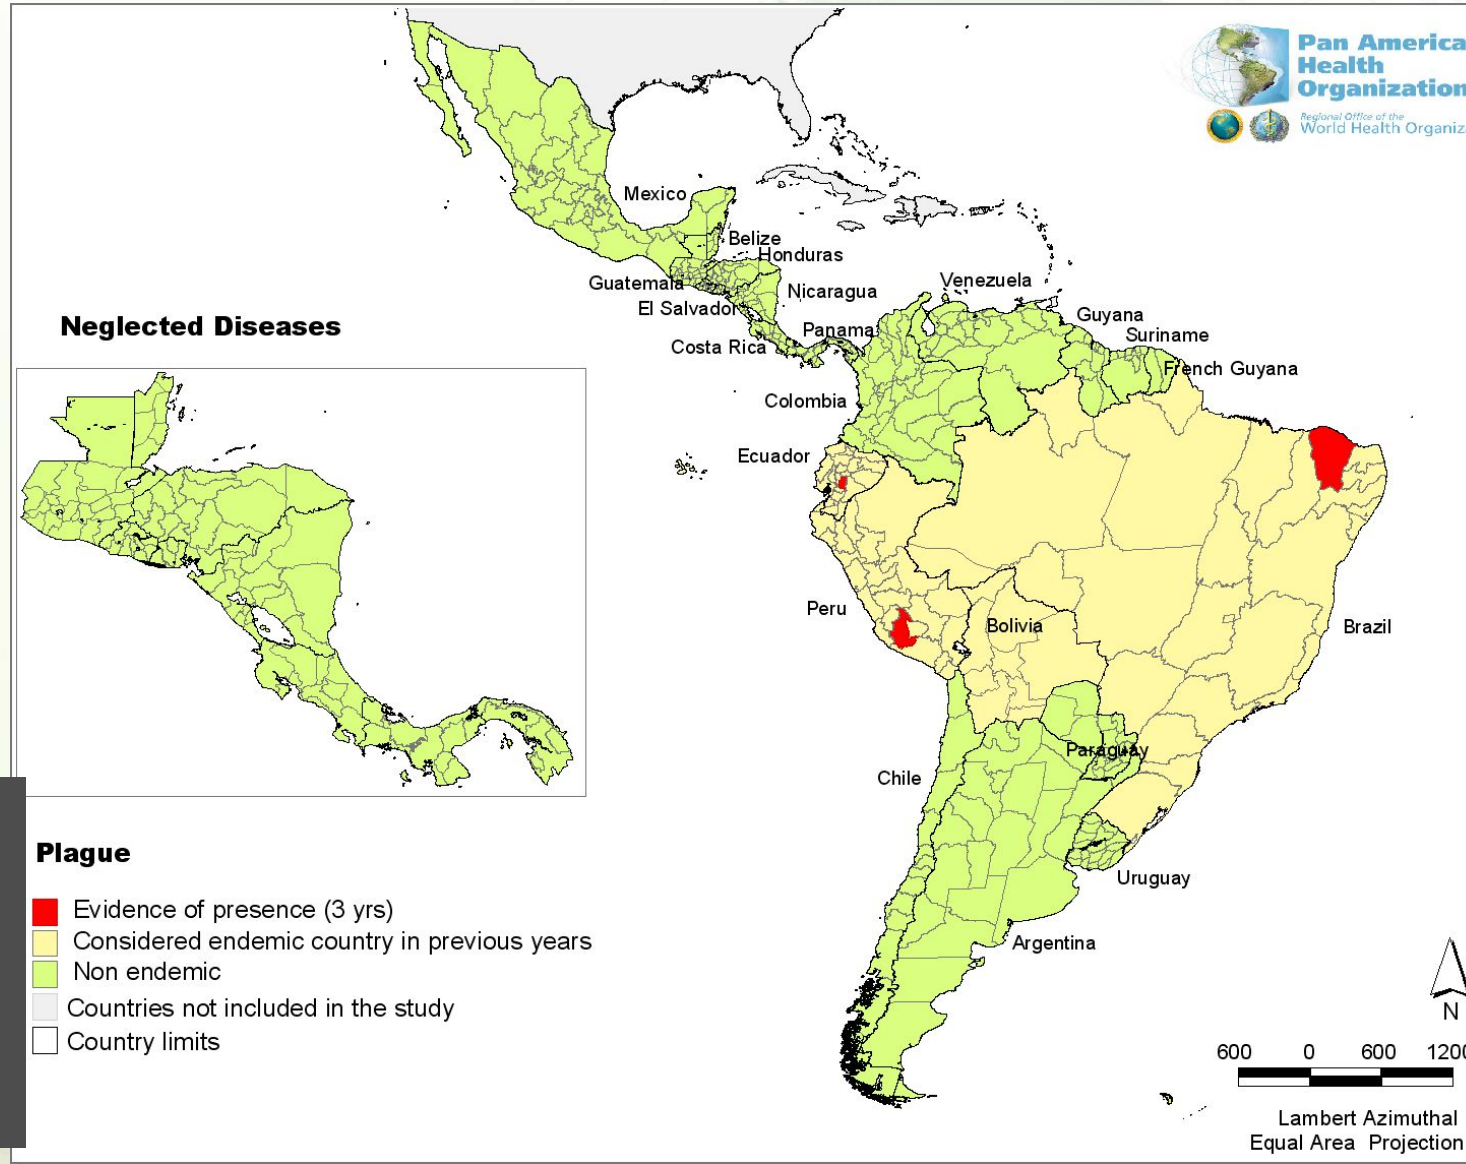 Pan America
Health
Organization
Regional Office of the
World Health Organiz
Mexico
Belize
Honduras
Guatemala
Nicaragua
El Salvador
Venezuela
Guyana
Panama
Suriname
Costa Rica
French Guyana
Neglected Diseases
Colombia
Ecuador
Peru
Bolivia
Brazil
Paraguay
Chile
Uruguay
Argentina
Plague
Evidence of presence (3 yrs)
Considered endemic country in previous years
Non endemic
Countries not included in the study
Country limits
N
600 0 600 1200
Lambert Azimuthal
Equal Area Projection